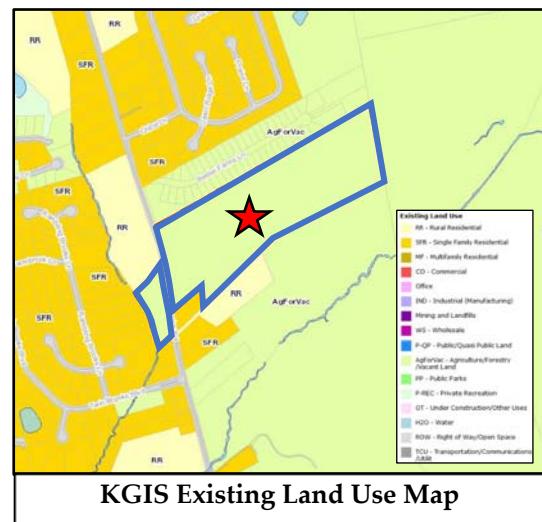 RR
SFR
SFR
AgForVac
SFR
RR
SFR
RR
AgForVac
SFR
RR
Existing Land Use
RR - Rural Residential
SFR - Single Family Residential
MF - Multifamily Residential
CO - Commercial
Office
IND - Industrial (Manufacturing)
Mining and Landfills
WS - Wholesale
P-QP - Public/Quasi Public Land
AgForVac - Agriculture/Forestry
/Vacant Land
PP - Public Parks
P-REC - Private Recreation
OT - Under Construction/Other Uses
H2O - Water
ROW - Right of Way/Open Space
TCU - Transportation/Communications
/Utilit
KGIS Existing Land Use Map